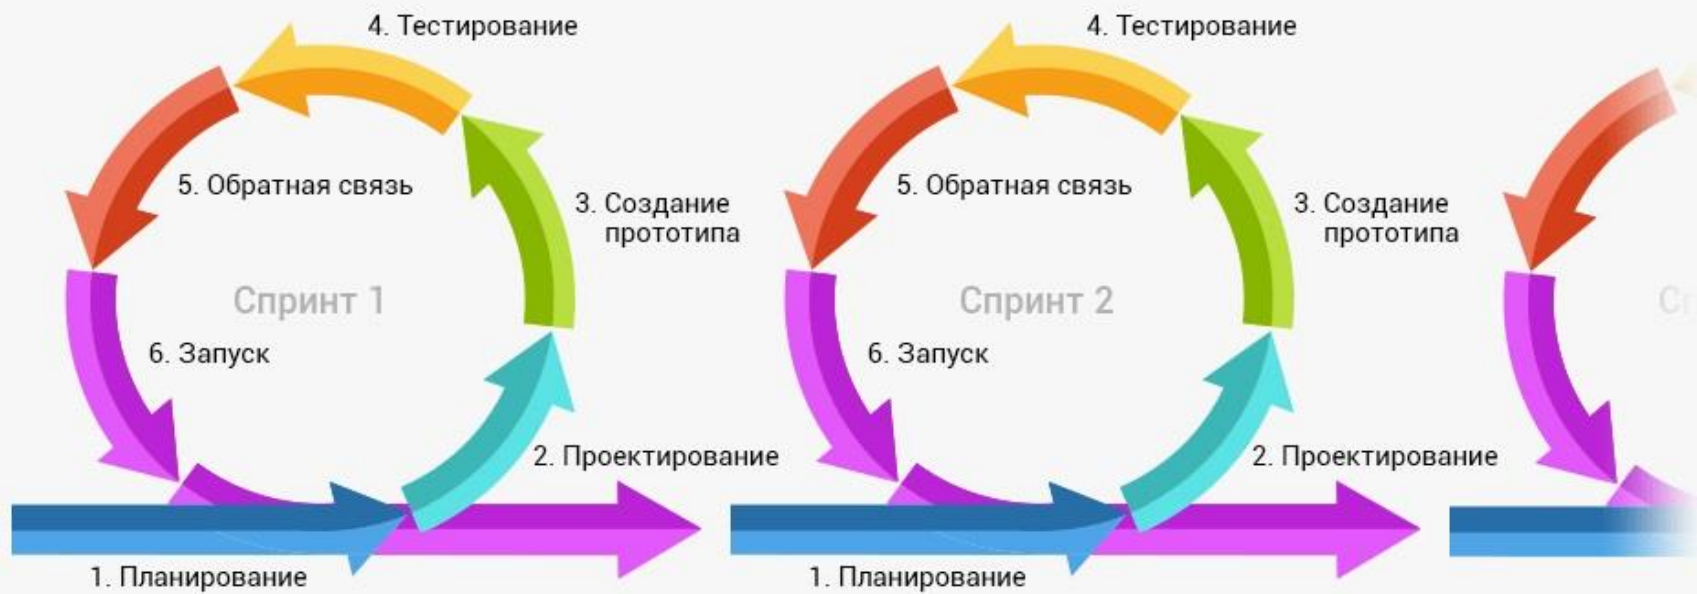 4. Тестирование
5. Обратная связь
3. Создание
прототипа
Спринт 1
6. Запуск
2. Проектирование
1. Планирование
4. Тестирование
5. Обратная связь
3. Создание
прототипа
Спринт 2
6. Запуск
2. Проектирование
1. Планирование